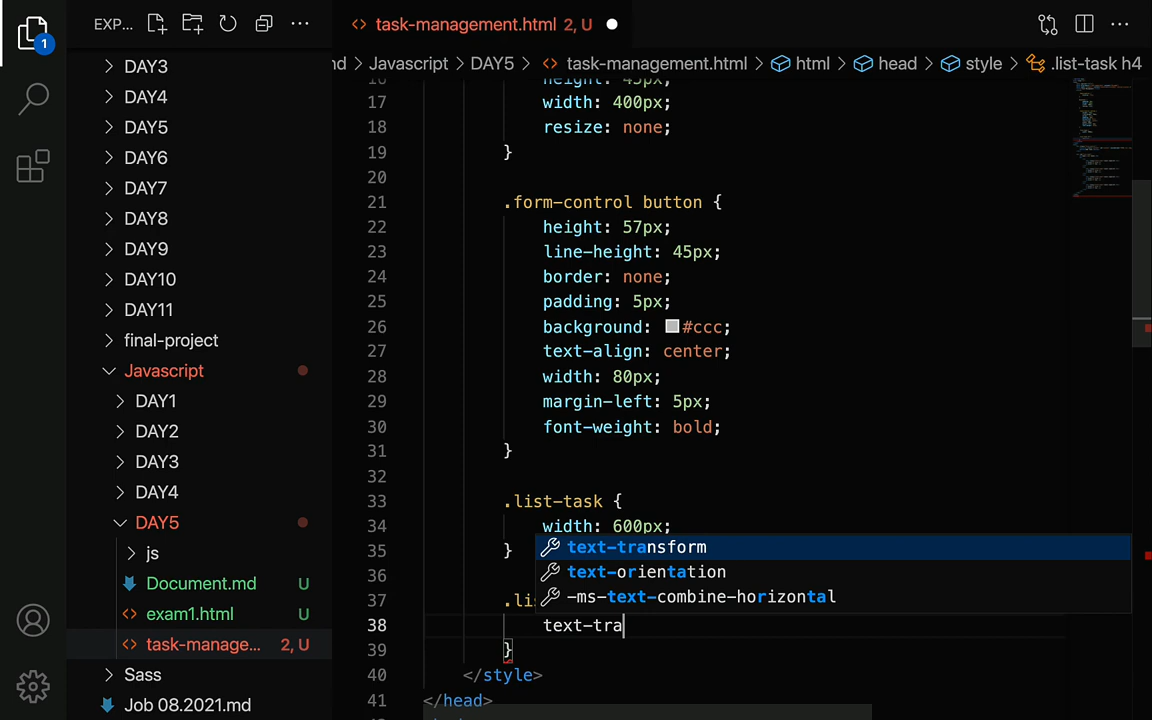 EXP...
task-management.html 2, U
nd > Javascript > DAY5 > task-management.html > html > head > style > .list-task h4
1
DAY3
DAY4
DAY5
DAY6
DAY7
DAY8
DAY9
DAY10
DAY11
final-project
Javascript
DAY1
DAY2
DAY3
DAY4
DAY5
js
Document.md U
exam1.html U
task-manage... 2, U
Sass
Job 08.2021.md
16 height: 45px;
17 width: 400px;
18 resize: none;
19 }
20
21 .form-control button {
22 height: 57px;
23 line-height: 45px;
24 border: none;
25 padding: 5px;
26 background: #ccc;
27 text-align: center;
28 width: 80px;
29 margin-left: 5px;
30 font-weight: bold;
31 }
32
33 .list-task {
34 width: 600px;
35 }
text-transform
text-orientation
-ms-text-combine-horizontal
36
37 .lis
38 text-tra
39 }
40 </style>
41 </head>